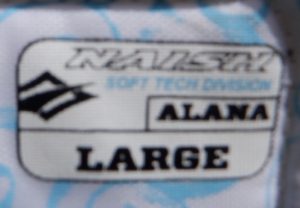 NAISH
SOFT TECH DIVISION
ALANA
LARGE